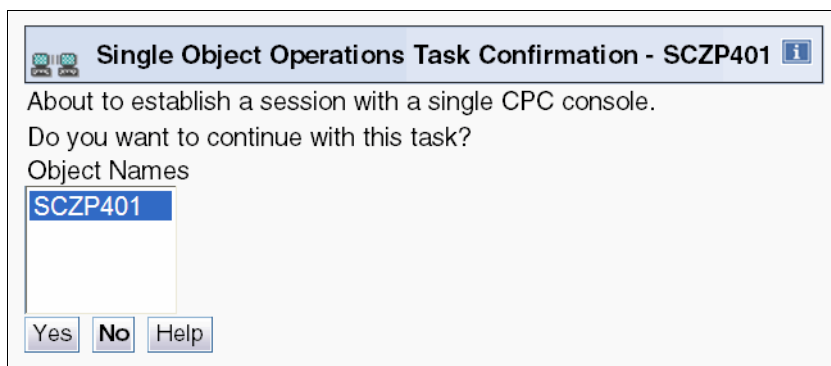 Single Object Operations Task Confirmation - SCZP401 i
About to establish a session with a single CPC console.
Do you want to continue with this task?
Object Names
SCZP401
Yes No Help